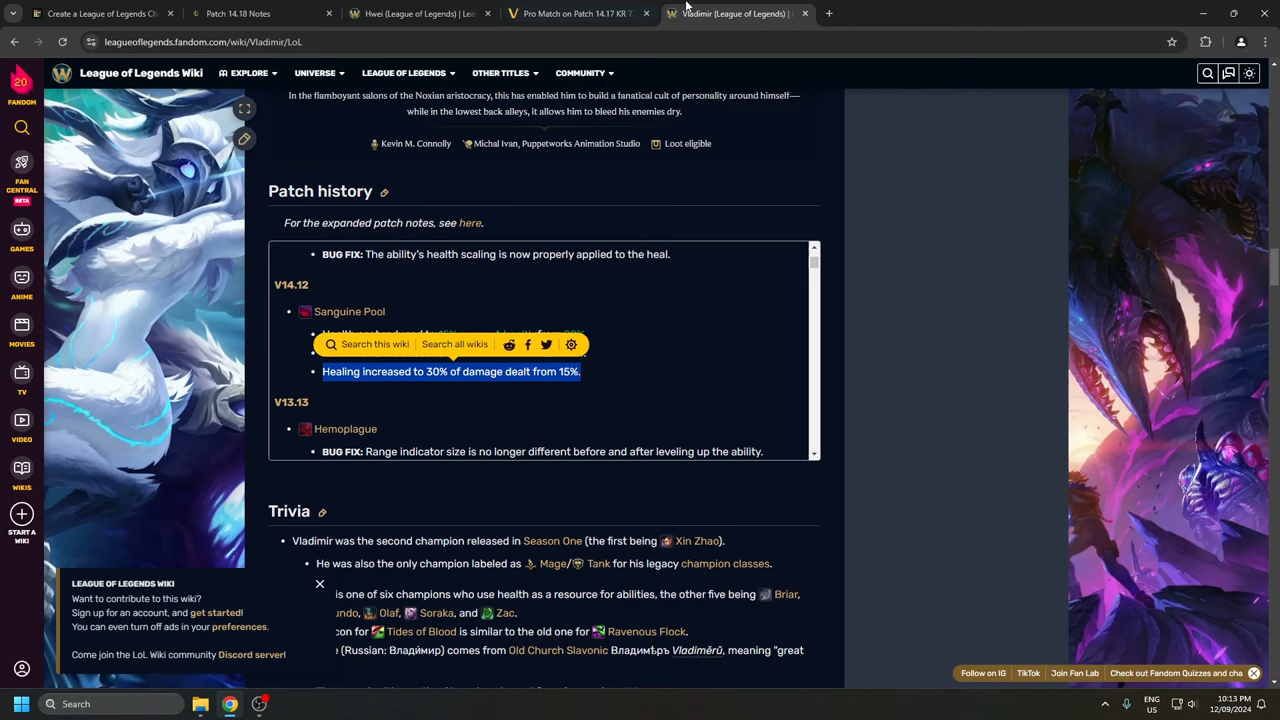 Create a League of Legends Ch
Patch 14.18 Notes
Hwei (League of Legends) | Lea
Pro Match on Patch 14.17 KR 7
Vladimir (League of Legends) |
leagueoflegends.fandom.com/wiki/Vladimir/LoL
20
FANDOM
League of Legends Wiki
EXPLORE
UNIVERSE
LEAGUE OF LEGENDS
OTHER TITLES
COMMUNITY
FAN CENTRAL
BETA
GAMES
ANIME
MOVIES
TV
VIDEO
WIKIS
START A WIKI
In the flamboyant salons of the Noxian aristocracy, this has enabled him to build a fanatical cult of personality around himself—
while in the lowest back alleys, it allows him to bleed his enemies dry.
Kevin M. Connolly
Michal Ivan, Puppetworks Animation Studio
Loot eligible
Patch history
For the expanded patch notes, see here.
BUG FIX: The ability's health scaling is now properly applied to the heal.
V14.12
Sanguine Pool
Search this wiki
Search all wikis
Healing increased to 30% of damage dealt from 15%.
V13.13
Hemoplague
BUG FIX: Range indicator size is no longer different before and after leveling up the ability.
Trivia
Vladimir was the second champion released in Season One (the first being Xin Zhao).
He was also the only champion labeled as Mage/ Tank for his legacy champion classes.
is one of six champions who use health as a resource for abilities, the other five being Briar,
undo, Olaf, Soraka, and Zac.
con for Tides of Blood is similar to the old one for Ravenous Flock.
e (Russian: Влади́мир) comes from Old Church Slavonic Владимѣръ Vladiměrŭ, meaning "great
LEAGUE OF LEGENDS WIKI
Want to contribute to this wiki?
Sign up for an account, and get started!
You can even turn off ads in your preferences.
Come join the LoL Wiki community Discord server!
Follow on IG
TikTok
Join Fan Lab
Check out Fandom Quizzes and cha
Search
ENG
US
10:13 PM
12/09/2024